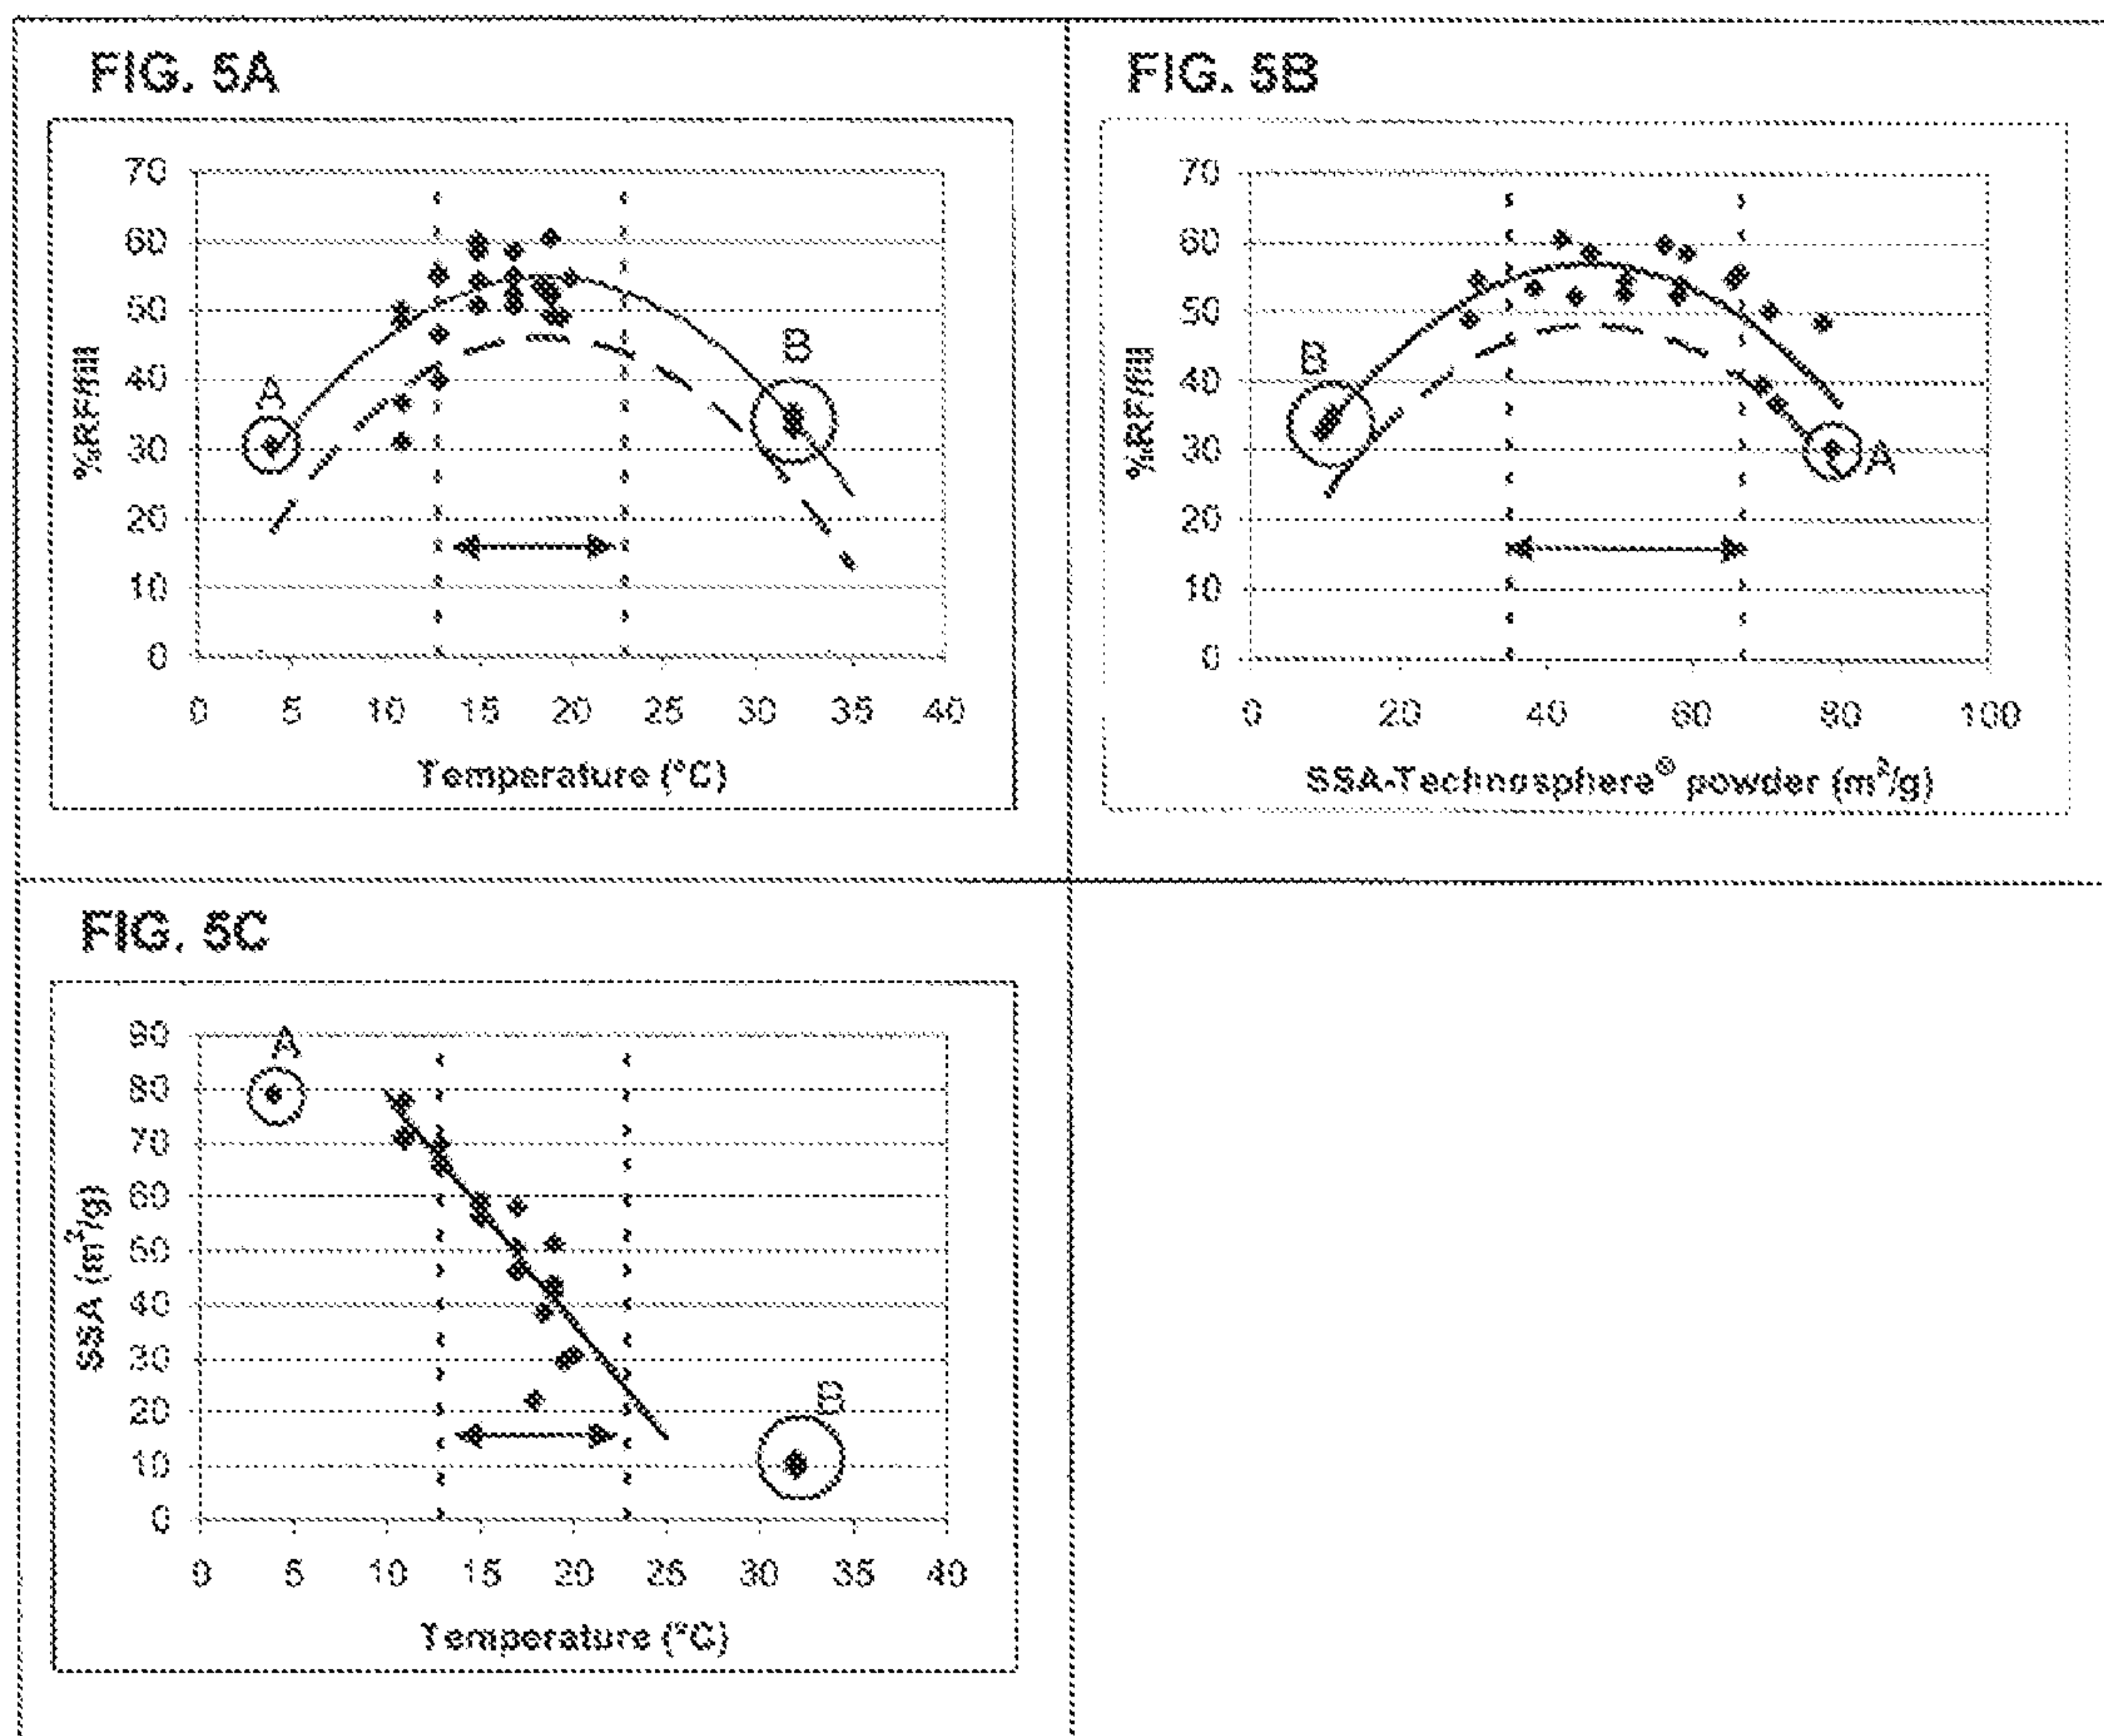 FIG. 5A
70
60
50
40
30
20
10
0
%RF/fill
A
B
0 5 10 15 20 25 30 35 40
Temperature (°C)
FIG. 5B
70
60
50
40
30
20
10
0
%RF/fill
B
A
0 20 40 60 80 100
SSA-Technosphere® powder (m²/g)
FIG. 5C
90
80
70
60
50
40
30
20
10
0
SSA (m²/g)
A
B
0 5 10 15 20 25 30 35 40
Temperature (°C)